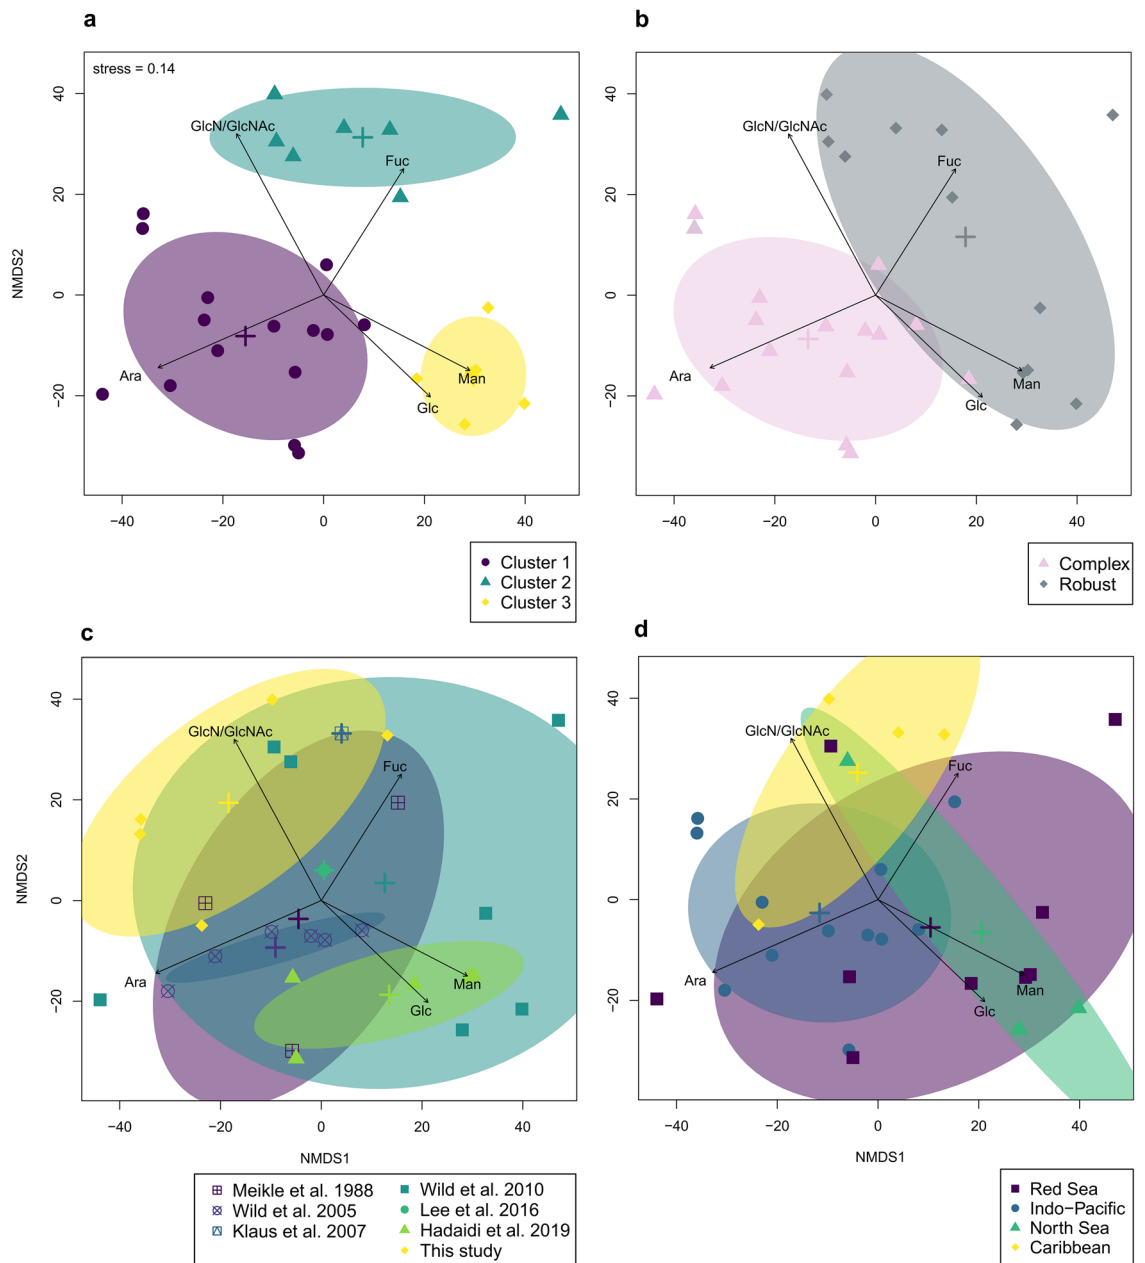 a
b
stress = 0.14
NMDS2
40
20
0
−20
GlcN/GlcNAc
Fuc
Ara
Man
Glc
−40
−20
0
20
40
Cluster 1
Cluster 2
Cluster 3
40
20
0
−20
GlcN/GlcNAc
Fuc
Ara
Man
Glc
−40
−20
0
20
40
Complex
Robust
c
d
NMDS2
40
20
0
−20
GlcN/GlcNAc
Fuc
Ara
Man
Glc
−40
−20
0
20
40
NMDS1
Meikle et al. 1988
Wild et al. 2005
Klaus et al. 2007
Wild et al. 2010
Lee et al. 2016
Hadaidi et al. 2019
This study
40
20
0
−20
GlcN/GlcNAc
Fuc
Ara
Man
Glc
−40
−20
0
20
40
NMDS1
Red Sea
Indo−Pacific
North Sea
Caribbean